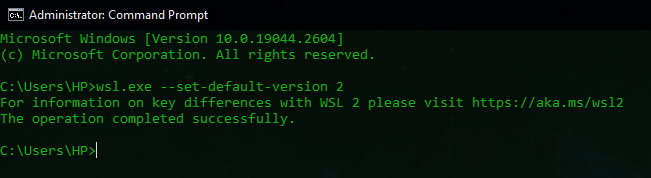 Administrator: Command Prompt
Microsoft Windows [Version 10.0.19044.2604]
(c) Microsoft Corporation. All rights reserved.
C:\Users\HP>wsl.exe --set-default-version 2
For information on key differences with WSL 2 please visit https://aka.ms/wsl2
The operation completed successfully.
C:\Users\HP>